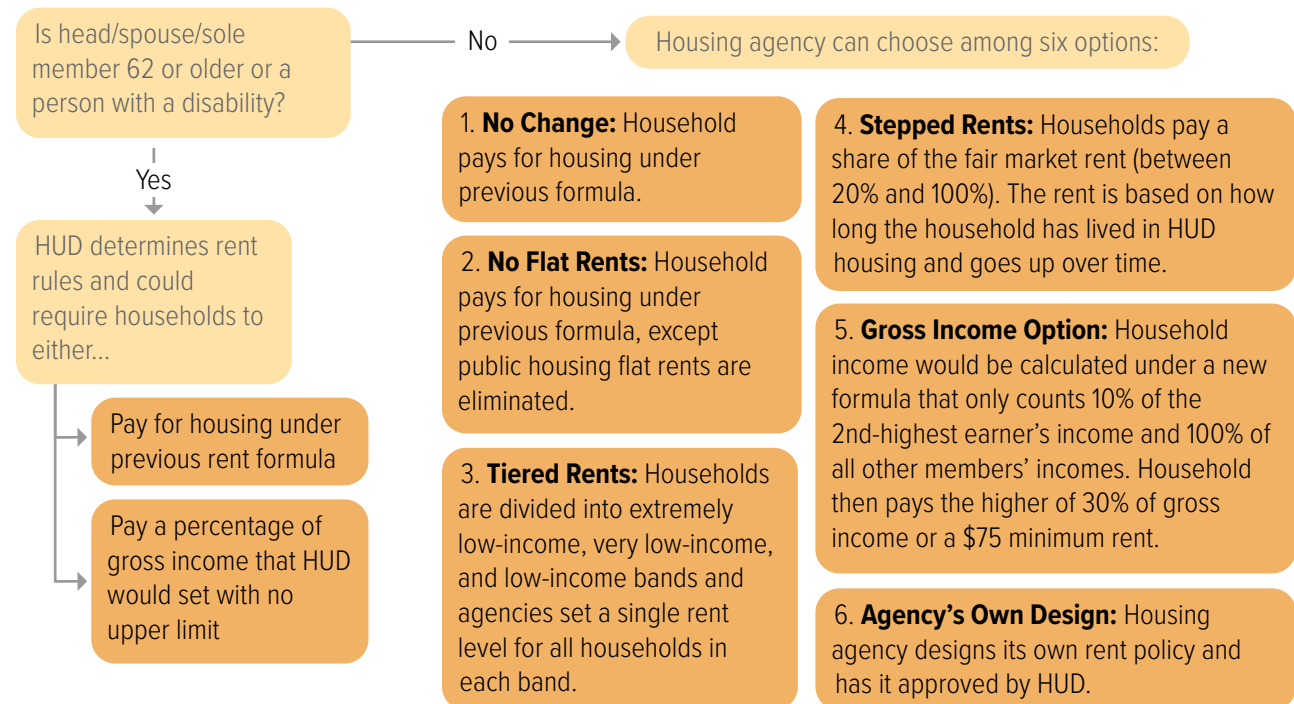 Is head/spouse/sole
member 62 or older or a
person with a disability?
No
Housing agency can choose among six options:
Yes
HUD determines rent
rules and could
require households to
either...
Pay for housing under
previous rent formula
Pay a percentage of
gross income that HUD
would set with no
upper limit
1. No Change: Household
pays for housing under
previous formula.
2. No Flat Rents: Household
pays for housing under
previous formula, except
public housing flat rents are
eliminated.
3. Tiered Rents: Households
are divided into extremely
low-income, very low-income,
and low-income bands and
agencies set a single rent
level for all households in
each band.
4. Stepped Rents: Households pay a
share of the fair market rent (between
20% and 100%). The rent is based on how
long the household has lived in HUD
housing and goes up over time.
5. Gross Income Option: Household
income would be calculated under a new
formula that only counts 10% of the
2nd-highest earner’s income and 100% of
all other members’ incomes. Household
then pays the higher of 30% of gross
income or a $75 minimum rent.
6. Agency’s Own Design: Housing
agency designs its own rent policy and
has it approved by HUD.